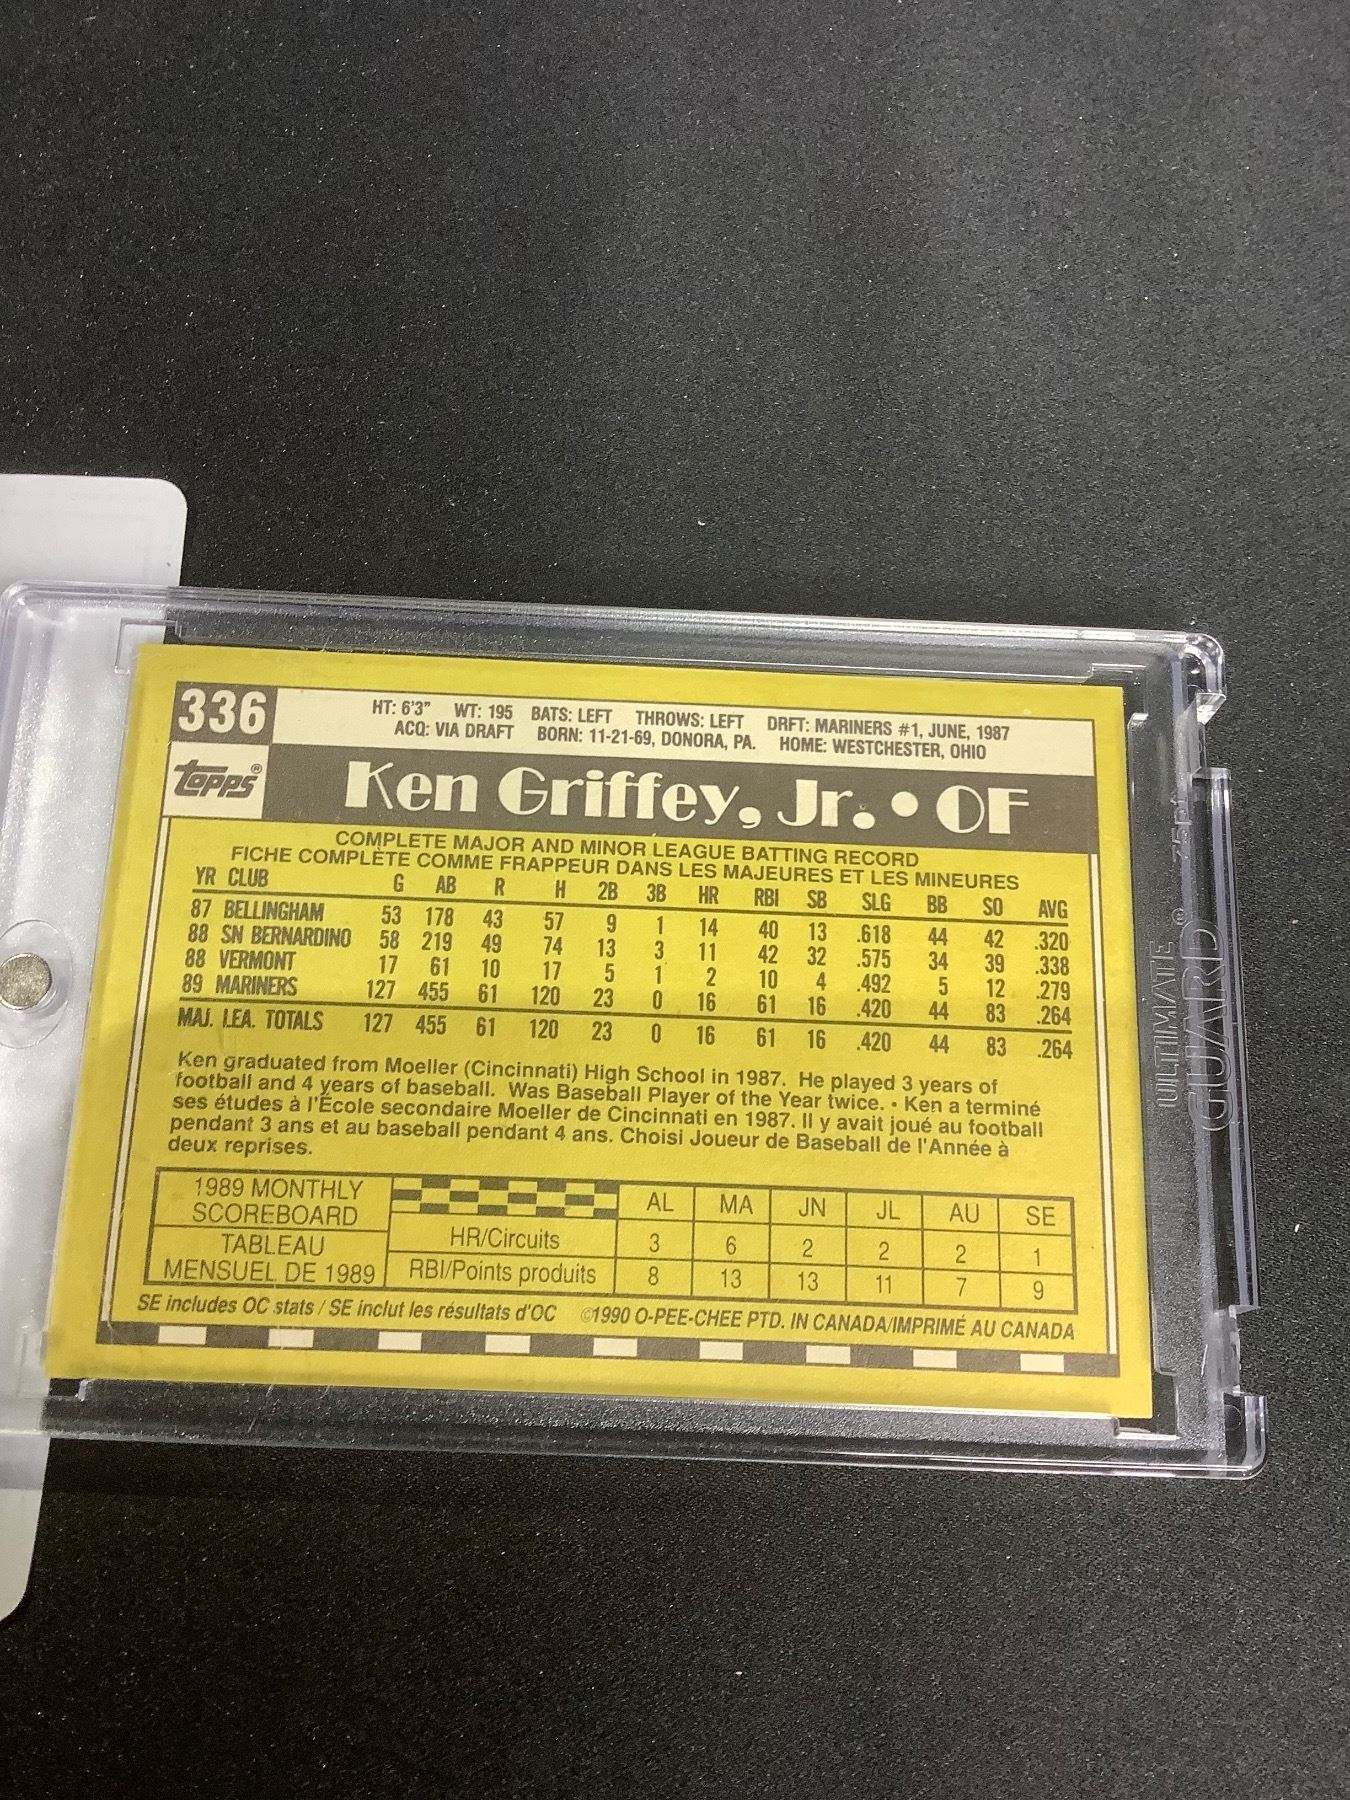 336
HT: 6'3" WT: 195 BATS: LEFT THROWS: LEFT DRFT: MARINERS #1, JUNE, 1987
ACQ: VIA DRAFT BORN: 11-21-69, DONORA, PA. HOME: WESTCHESTER, OHIO
TOPPS®
Ken Griffey, Jr. • OF
COMPLETE MAJOR AND MINOR LEAGUE BATTING RECORD
FICHE COMPLÈTE COMME FRAPPEUR DANS LES MAJEURES ET LES MINEURES
YR CLUB G AB R H 2B 3B HR RBI SB SLG BB SO AVG
87 BELLINGHAM 53 178 43 57 9 1 14 40 13 .618 44 42 .320
88 SN BERNARDINO 58 219 49 74 13 3 11 42 32 .575 34 39 .338
88 VERMONT 17 61 10 17 5 1 2 10 4 .492 5 12 .279
89 MARINERS 127 455 61 120 23 0 16 61 16 .420 44 83 .264
MAJ. LEA. TOTALS 127 455 61 120 23 0 16 61 16 .420 44 83 .264
Ken graduated from Moeller (Cincinnati) High School in 1987. He played 3 years of
football and 4 years of baseball. Was Baseball Player of the Year twice. • Ken a terminé
ses études à l'École secondaire Moeller de Cincinnati en 1987. Il y avait joué au football
pendant 3 ans et au baseball pendant 4 ans. Choisi Joueur de Baseball de l'Année à
deux reprises.
1989 MONTHLY
SCOREBOARD
TABLEAU
MENSUEL DE 1989
AL MA JN JL AU SE
HR/Circuits 3 6 2 2 2 1
RBI/Points produits 8 13 13 11 7 9
SE includes OC stats / SE inclut les résultats d'OC ©1990 O-PEE-CHEE PTD. IN CANADA/IMPRIMÉ AU CANADA
ULTIMATE
GUARD®
75pt